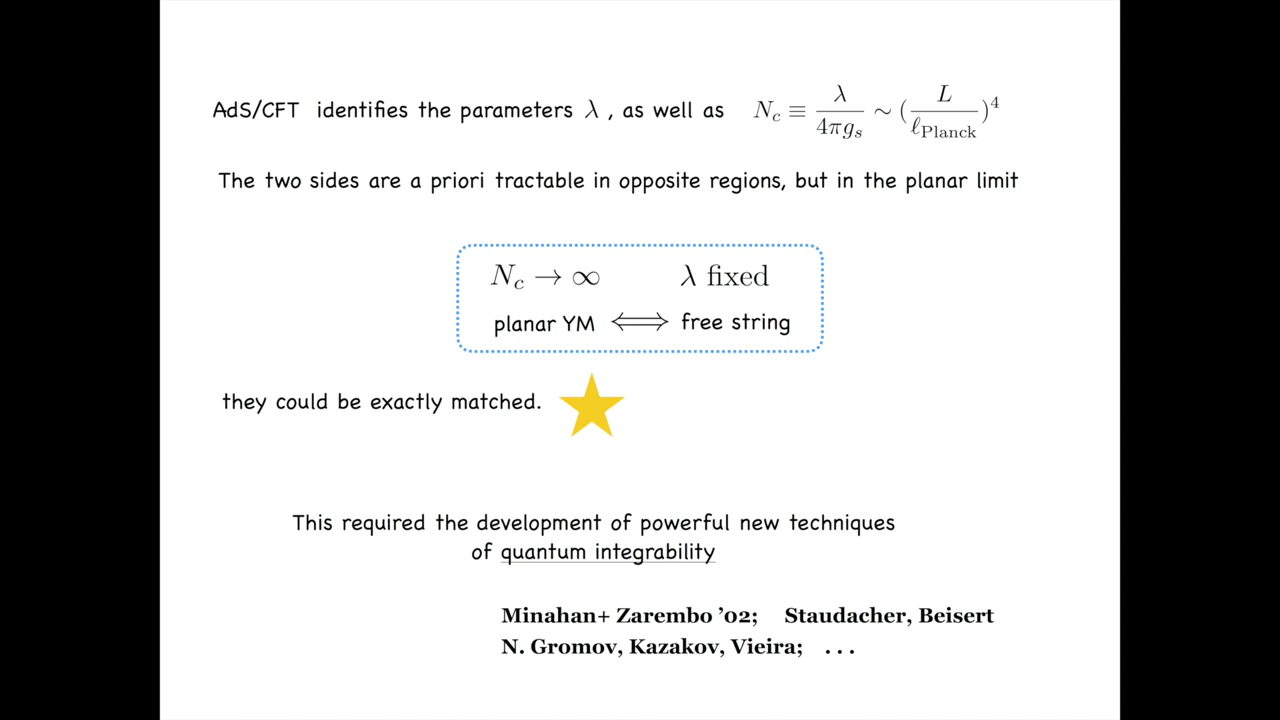 AdS/CFT identifies the parameters λ , as well as N_c ≡ λ/(4πg_s) ∼ (L/ℓ_Planck)^4
The two sides are a priori tractable in opposite regions, but in the planar limit
N_c → ∞ λ fixed
planar YM ⟺ free string
they could be exactly matched.
This required the development of powerful new techniques
of quantum integrability
Minahan+ Zarembo ’02; Staudacher, Beisert
N. Gromov, Kazakov, Vieira; . . .